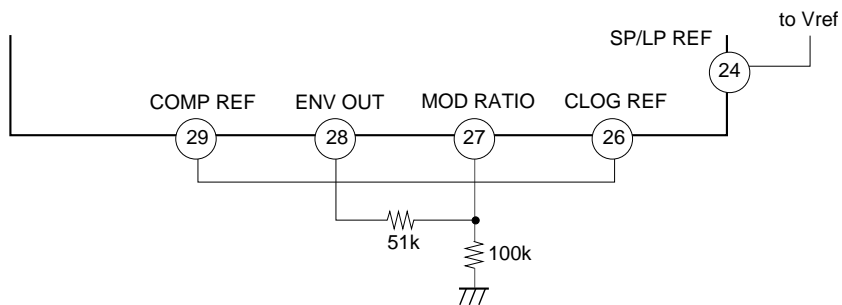 to Vref
SP/LP REF
24
COMP REF
ENV OUT
MOD RATIO
CLOG REF
29
28
27
26
51k
100k